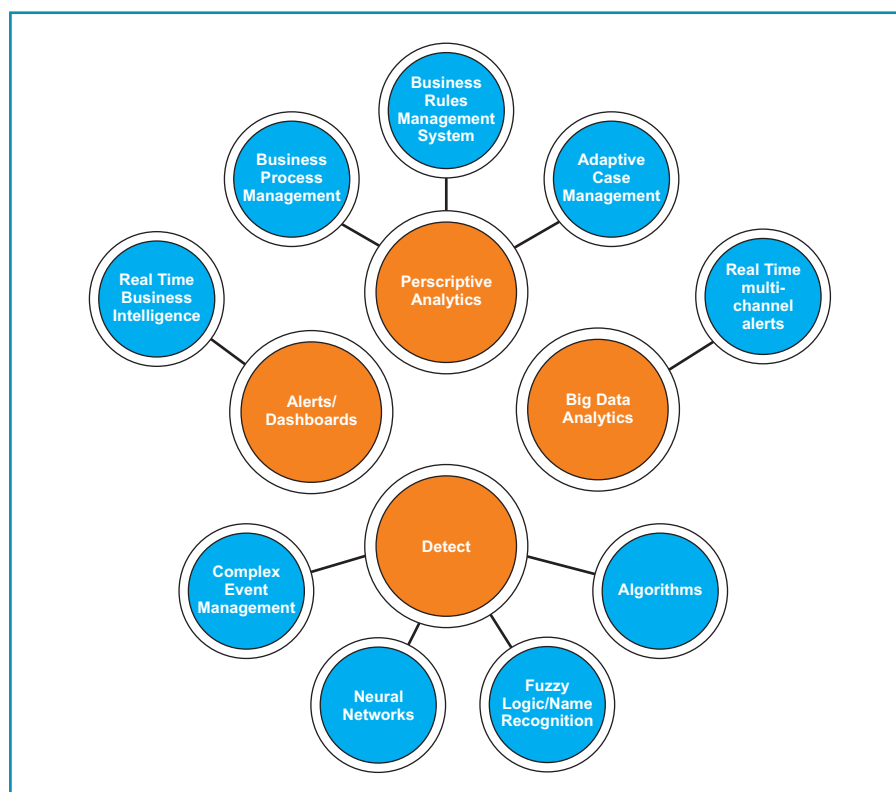 Business
Rules
Management
System
Business
Process
Management
Adaptive
Case
Management
Perscriptive
Analytics
Real Time
Business
Intelligence
Real Time
multi-
channel
alerts
Alerts/
Dashboards
Big Data
Analytics
Detect
Complex
Event
Management
Algorithms
Neural
Networks
Fuzzy
Logic/Name
Recognition